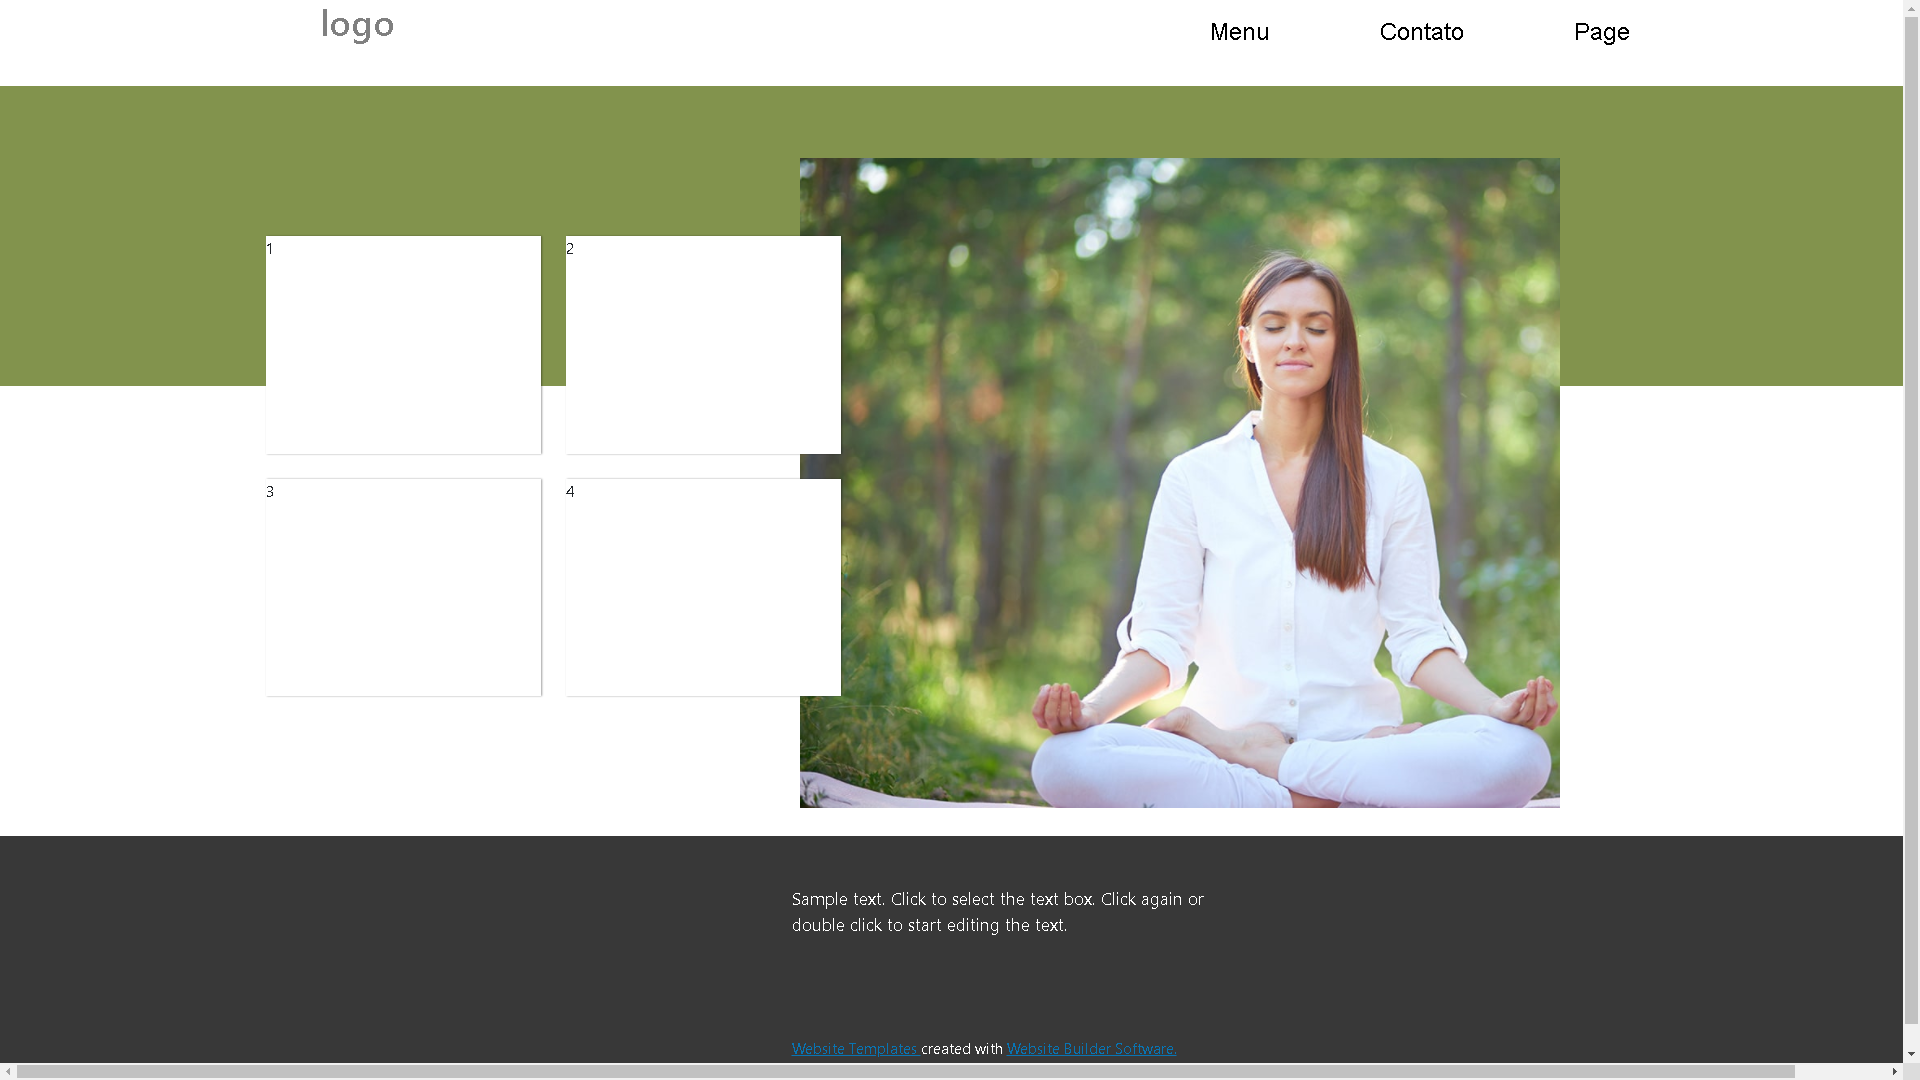 logo
Menu
Contato
Page
1
2
3
4
Sample text. Click to select the text box. Click again or
double click to start editing the text.
Website Templates created with Website Builder Software.